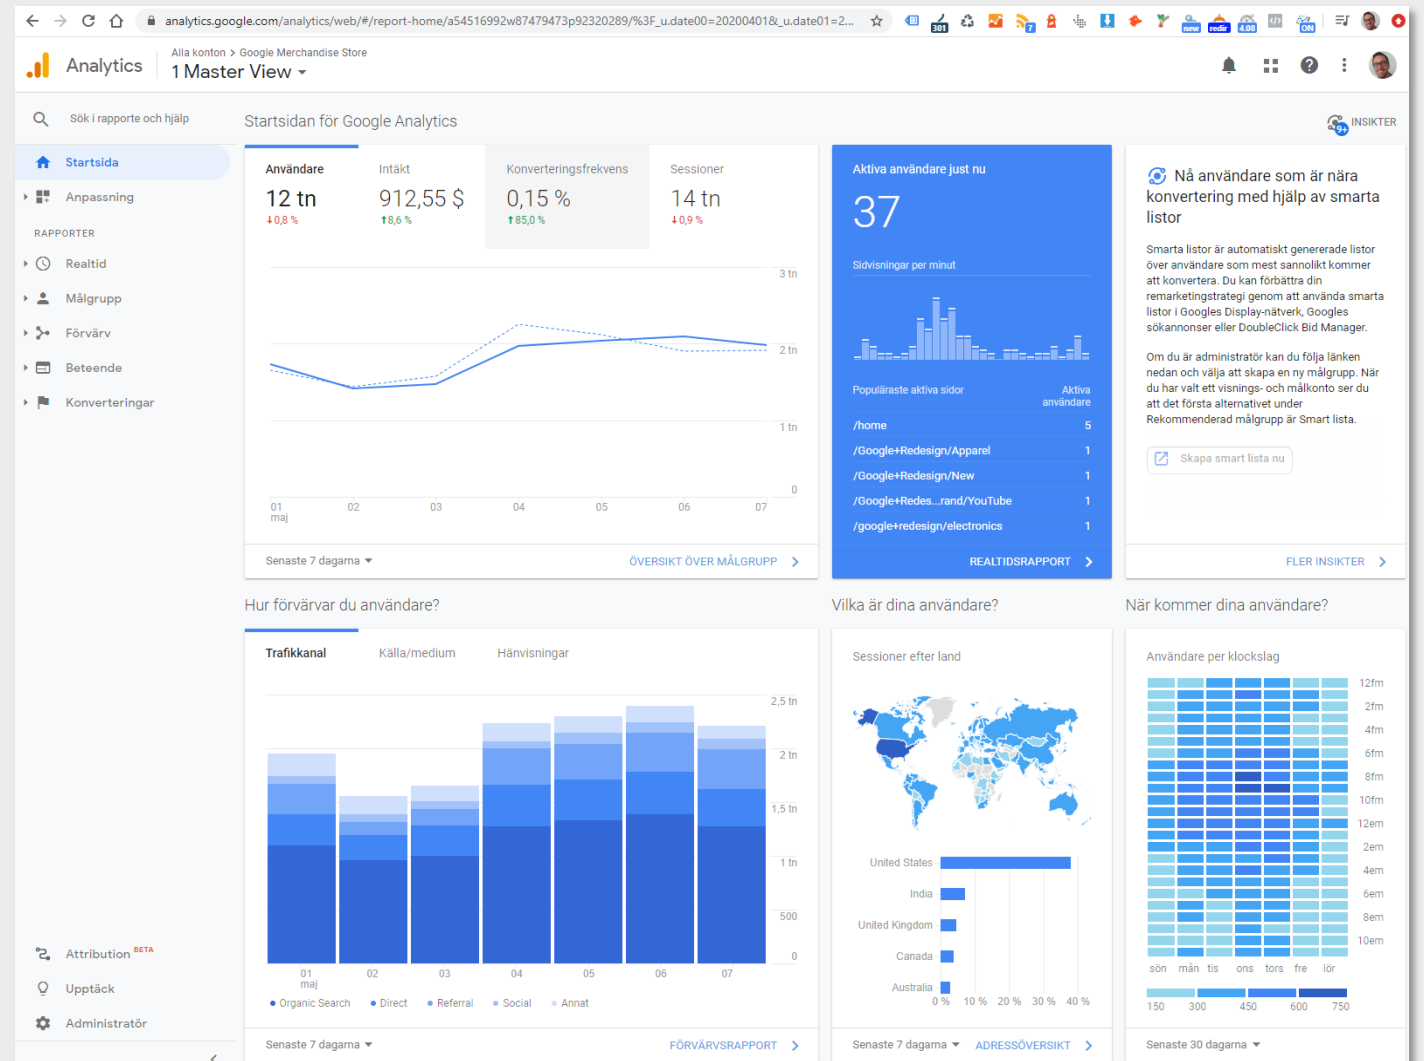 analytics.google.com/analytics/web/#/report-home/a54516992w87479473p92320289/%3F_u.date00=20200401&_u.date01=2...
301
7
new
redir
4.08
ON
Analytics
Alla konton > Google Merchandise Store
1 Master View
Sök i rapporte och hjälp
Startsida
Anpassning
RAPPORTER
Realtid
Målgrupp
Förvärv
Beteende
Konverteringar
Attribution BETA
Upptäck
Administratör
Startsidan för Google Analytics
9+ INSIKTER
Användare
12 tn
0,8 %
Intäkt
912,55 $
8,6 %
Konverteringsfrekvens
0,15 %
85,0 %
Sessioner
14 tn
0,9 %
3 tn
2 tn
1 tn
0
01 02 03 04 05 06 07
maj
Senaste 7 dagarna
ÖVERSIKT ÖVER MÅLGRUPP
Aktiva användare just nu
37
Sidvisningar per minut
Populäraste aktiva sidor Aktiva
användare
/home 5
/Google+Redesign/Apparel 1
/Google+Redesign/New 1
/Google+Redes...rand/YouTube 1
/google+redesign/electronics 1
REALTIDSRAPPORT
Nå användare som är nära
konvertering med hjälp av smarta
listor
Smarta listor är automatiskt genererade listor
över användare som mest sannolikt kommer
att konvertera. Du kan förbättra din
remarketingstrategi genom att använda smarta
listor i Googles Display-nätverk, Googles
sökannonser eller DoubleClick Bid Manager.
Om du är administratör kan du följa länken
nedan och välja att skapa en ny målgrupp. När
du har valt ett visnings- och målkonto ser du
att det första alternativet under
Rekommenderad målgrupp är Smart lista.
Skapa smart lista nu
FLER INSIKTER
Hur förvärvar du användare?
Trafikkanal Källa/medium Hänvisningar
2,5 tn
2 tn
1,5 tn
1 tn
500
0
01 02 03 04 05 06 07
maj
Organic Search Direct Referral Social Annat
Senaste 7 dagarna
FÖRVÄRVSRAPPORT
Vilka är dina användare?
Sessioner efter land
United States
India
United Kingdom
Canada
Australia
0 % 10 % 20 % 30 % 40 %
Senaste 7 dagarna
ADRESSÖVERSIKT
När kommer dina användare?
Användare per klockslag
12fm
2fm
4fm
6fm
8fm
10fm
12em
2em
4em
6em
8em
10em
sön mån tis ons tors fre lör
150 300 450 600 750
Senaste 30 dagarna